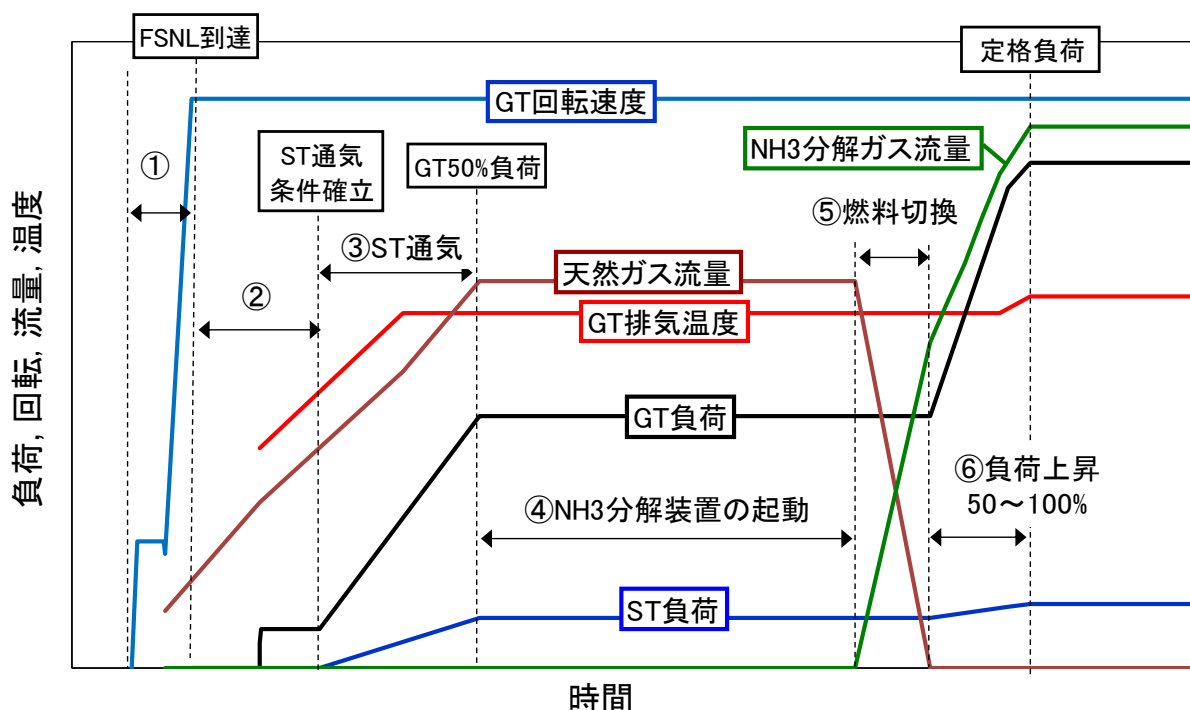 FSNL到達
定格負荷
GT回転速度
①
ST通気
条件確立
GT50%負荷
NH3分解ガス流量
⑤燃料切換
③ST通気
②
天然ガス流量
GT排気温度
GT負荷
⑥負荷上昇
50～100%
④NH3分解装置の起動
ST負荷
負荷, 回転, 流量, 温度
時間